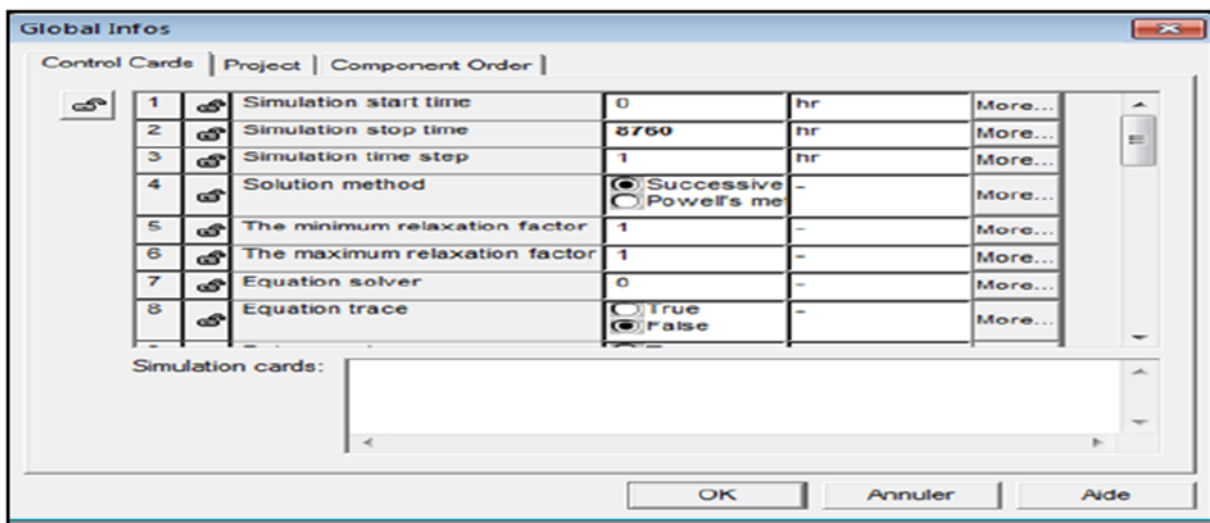 Global Infos
Control Cards Project Component Order
1 Simulation start time 0 hr More...
2 Simulation stop time 8760 hr More...
3 Simulation time step 1 hr More...
4 Solution method Successive - More...
Powell's me
5 The minimum relaxation factor 1 - More...
6 The maximum relaxation factor 1 - More...
7 Equation solver 0 - More...
8 Equation trace True - More...
False
Simulation cards:
OK Annuler Aide